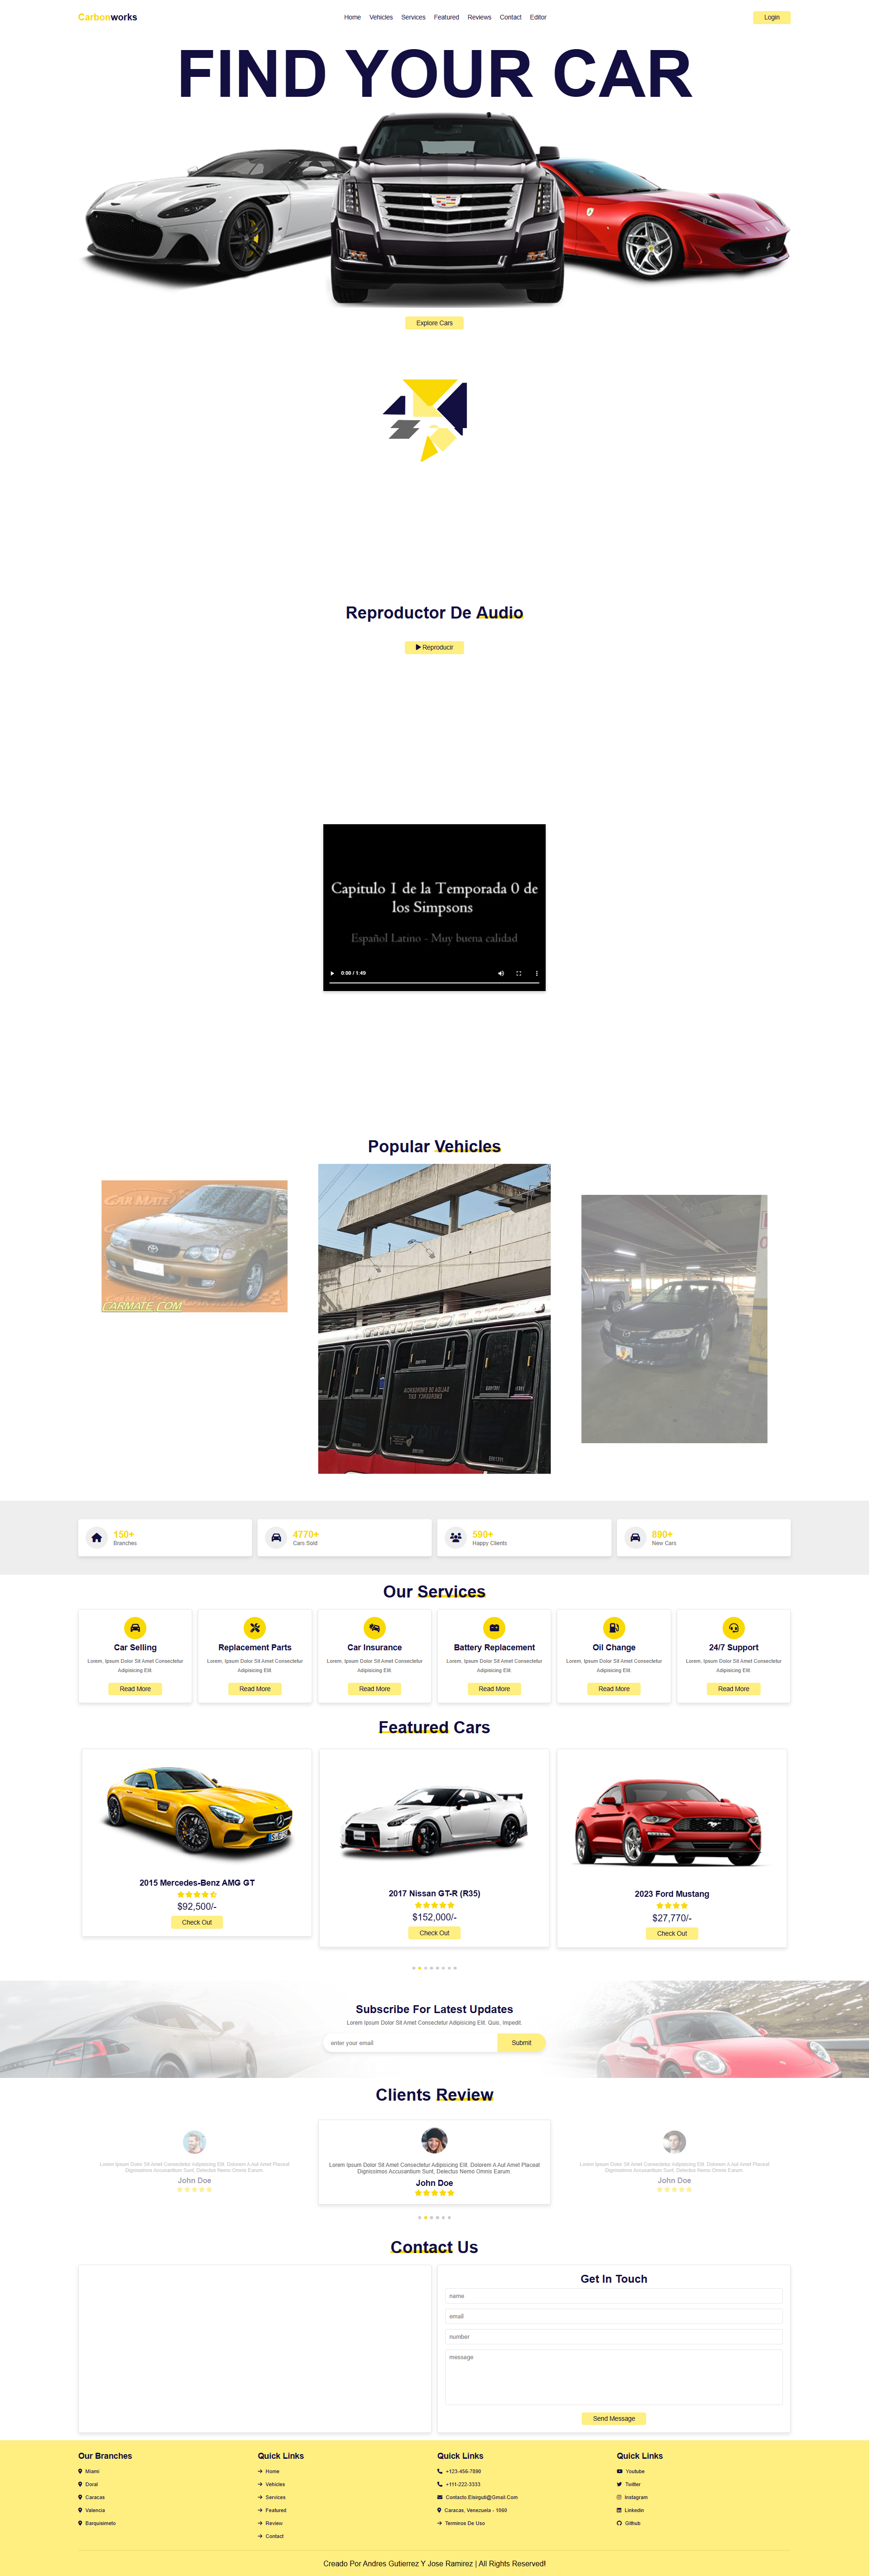 Carbonworks
Home Vehicles Services Featured Reviews Contact Editor
Login
FIND YOUR CAR
Explore Cars
Reproductor De Audio
Reproducir
Capitulo 1 de la Temporada 0 de
los Simpsons
Español Latino - Muy buena calidad
0:00 / 1:49
Popular Vehicles
CARMATE
CARMATE.COM
150+
Branches
4770+
Cars Sold
590+
Happy Clients
890+
New Cars
Our Services
Car Selling
Lorem, Ipsum Dolor Sit Amet Consectetur
Adipisicing Elit.
Read More
Replacement Parts
Lorem, Ipsum Dolor Sit Amet Consectetur
Adipisicing Elit.
Read More
Car Insurance
Lorem, Ipsum Dolor Sit Amet Consectetur
Adipisicing Elit.
Read More
Battery Replacement
Lorem, Ipsum Dolor Sit Amet Consectetur
Adipisicing Elit.
Read More
Oil Change
Lorem, Ipsum Dolor Sit Amet Consectetur
Adipisicing Elit.
Read More
24/7 Support
Lorem, Ipsum Dolor Sit Amet Consectetur
Adipisicing Elit.
Read More
Featured Cars
2015 Mercedes-Benz AMG GT
$92,500/-
Check Out
2017 Nissan GT-R (R35)
$152,000/-
Check Out
2023 Ford Mustang
$27,770/-
Check Out
Subscribe For Latest Updates
Lorem Ipsum Dolor Sit Amet Consectetur Adipisicing Elit. Quis, Impedit.
enter your email
Submit
Clients Review
Lorem Ipsum Dolor Sit Amet Consectetur Adipisicing Elit. Dolorem A Aut Amet Placeat
Dignissimos Accusantium Sunt, Delectus Nemo Omnis Earum.
John Doe
Lorem Ipsum Dolor Sit Amet Consectetur Adipisicing Elit. Dolorem A Aut Amet Placeat
Dignissimos Accusantium Sunt, Delectus Nemo Omnis Earum.
John Doe
Lorem Ipsum Dolor Sit Amet Consectetur Adipisicing Elit. Dolorem A Aut Amet Placeat
Dignissimos Accusantium Sunt, Delectus Nemo Omnis Earum.
John Doe
Contact Us
Get In Touch
name
email
number
message
Send Message
Our Branches
Miami
Doral
Caracas
Valencia
Barquisimeto
Quick Links
Home
Vehicles
Services
Featured
Review
Contact
Quick Links
+123-456-7890
+111-222-3333
Contacto.Elsirguti@Gmail.Com
Caracas, Venezuela - 1060
Terminos De Uso
Quick Links
Youtube
Twitter
Instagram
Linkedin
Github
Creado Por Andres Gutierrez Y Jose Ramirez | All Rights Reserved!